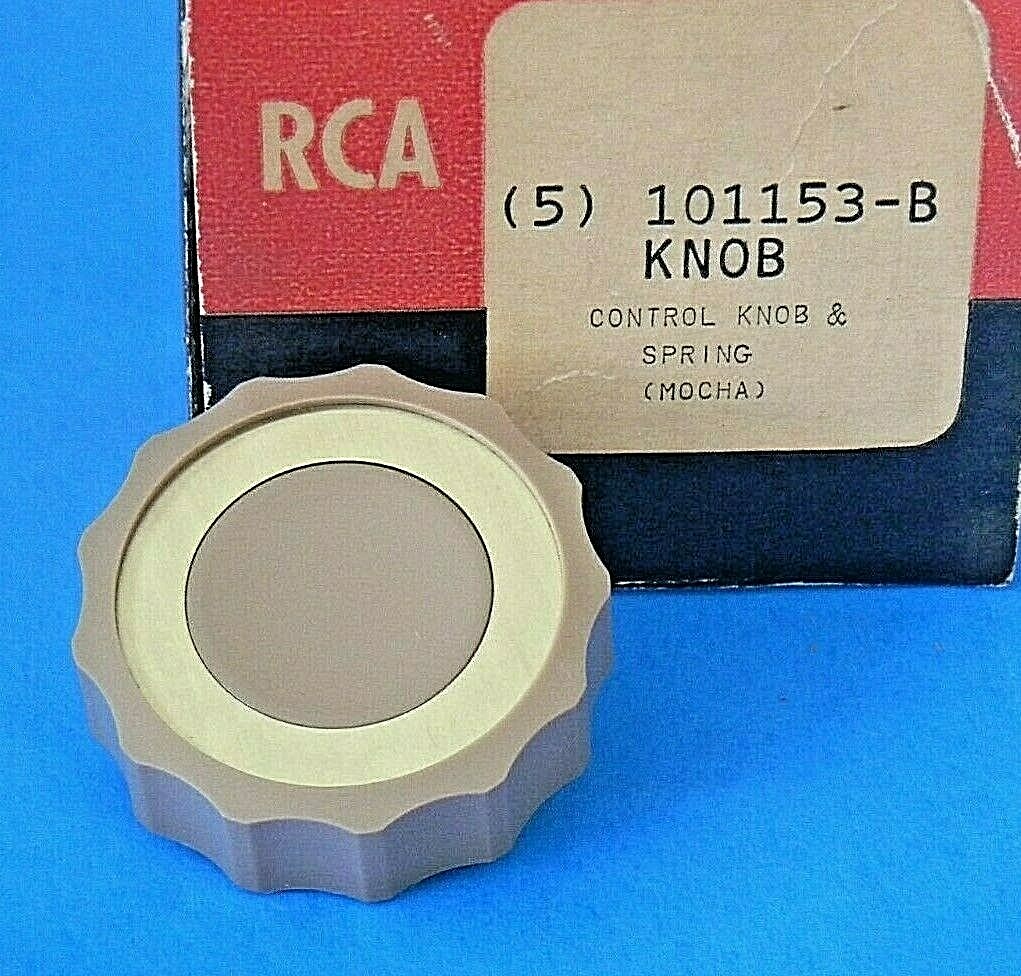 RCA
(5) 101153-B
KNOB
CONTROL KNOB &
SPRING
(MOCHA)